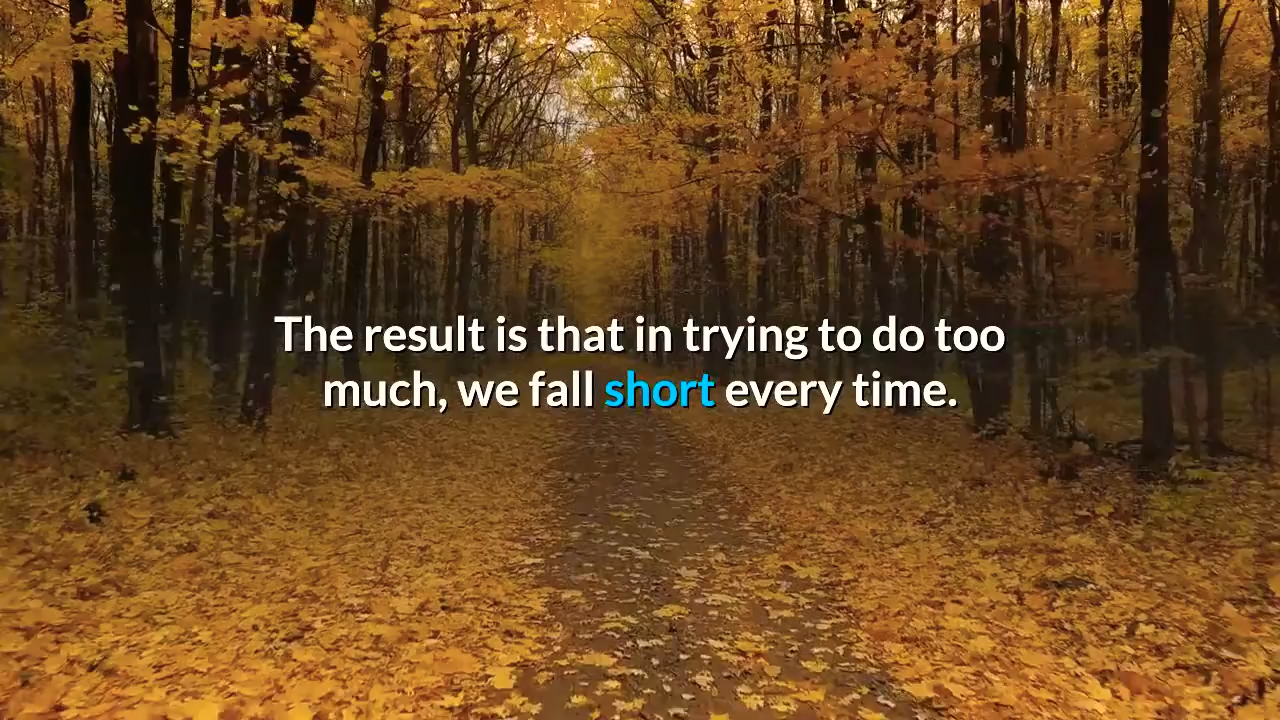 The result is that in trying to do too
much, we fall short every time.